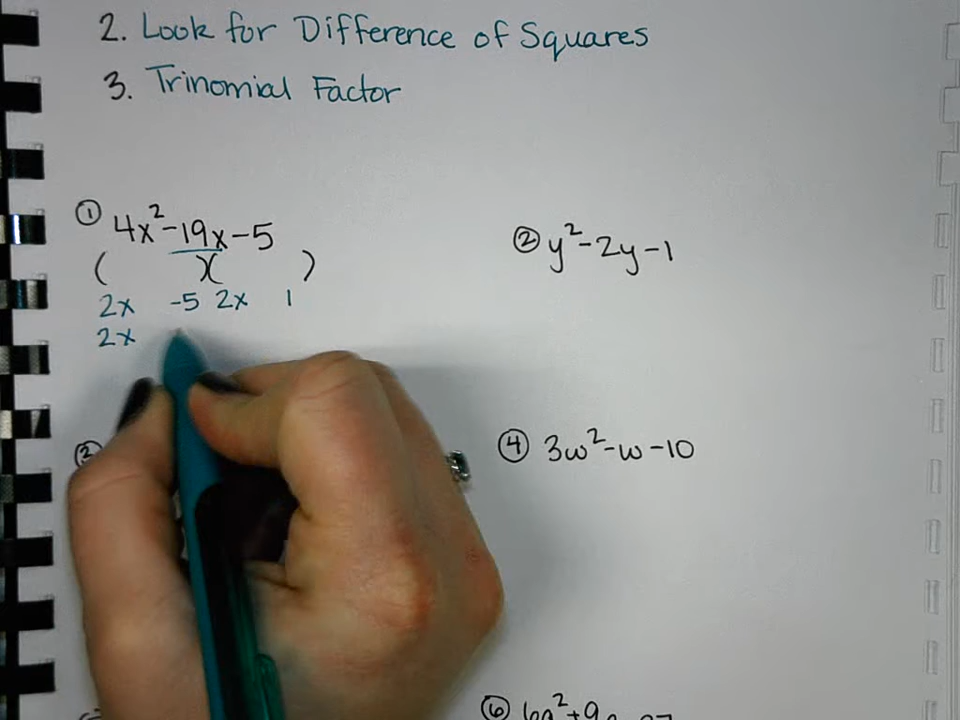 2. Look for Difference of Squares
3. Trinomial Factor
① 4x²-19x-5
( )( )
2x -5 2x 1
2x
② y²-2y-1
④ 3w²-w-10
⑥